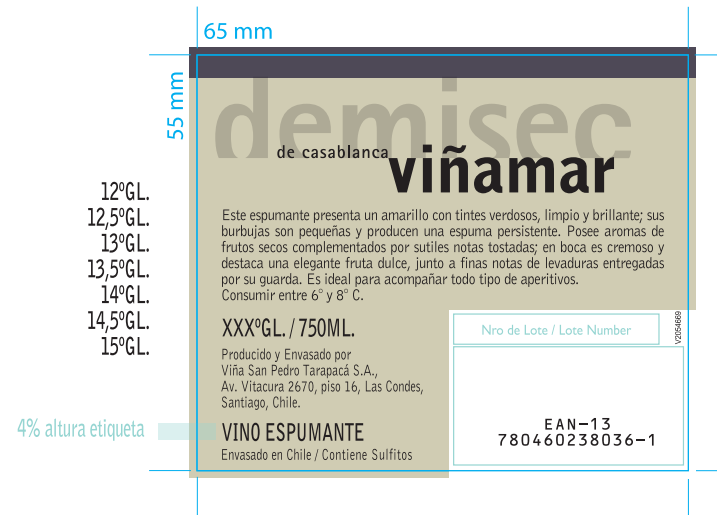 65 mm
55 mm
demisec
de casablanca
viñamar
12ºGL.
12,5ºGL.
13ºGL.
13,5ºGL.
14ºGL.
14,5ºGL.
15ºGL.
Este espumante presenta un amarillo con tintes verdosos, limpio y brillante; sus
burbujas son pequeñas y producen una espuma persistente. Posee aromas de
frutos secos complementados por sutiles notas tostadas; en boca es cremoso y
destaca una elegante fruta dulce, junto a finas notas de levaduras entregadas
por su guarda. Es ideal para acompañar todo tipo de aperitivos.
Consumir entre 6° y 8° C.
XXXºGL. / 750ML.
Producido y Envasado por
Viña San Pedro Tarapacá S.A.,
Av. Vitacura 2670, piso 16, Las Condes,
Santiago, Chile.
4% altura etiqueta
VINO ESPUMANTE
Envasado en Chile / Contiene Sulfitos
Nro de Lote / Lote Number
V2054669
EAN-13
780460238036-1